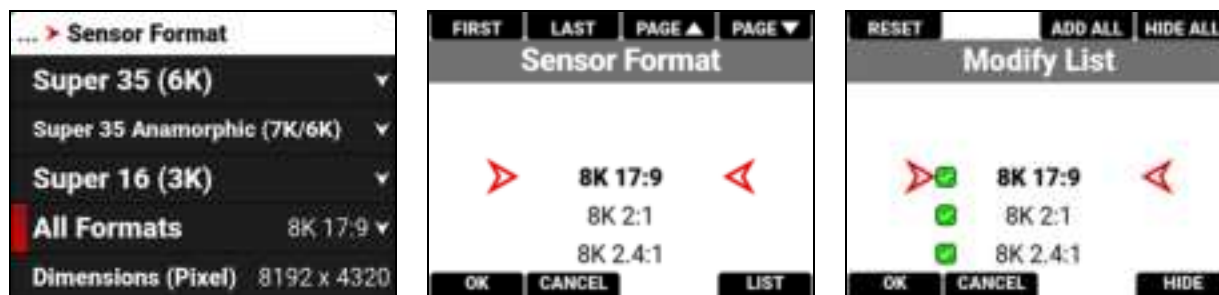 ... > Sensor Format
Super 35 (6K)
Super 35 Anamorphic (7K/6K)
Super 16 (3K)
All Formats 8K 17:9
Dimensions (Pixel) 8192 x 4320
FIRST LAST PAGE▲ PAGE▼
Sensor Format
8K 17:9
8K 2:1
8K 2.4:1
OK CANCEL LIST
RESET ADD ALL HIDE ALL
Modify List
8K 17:9
8K 2:1
8K 2.4:1
OK CANCEL HIDE